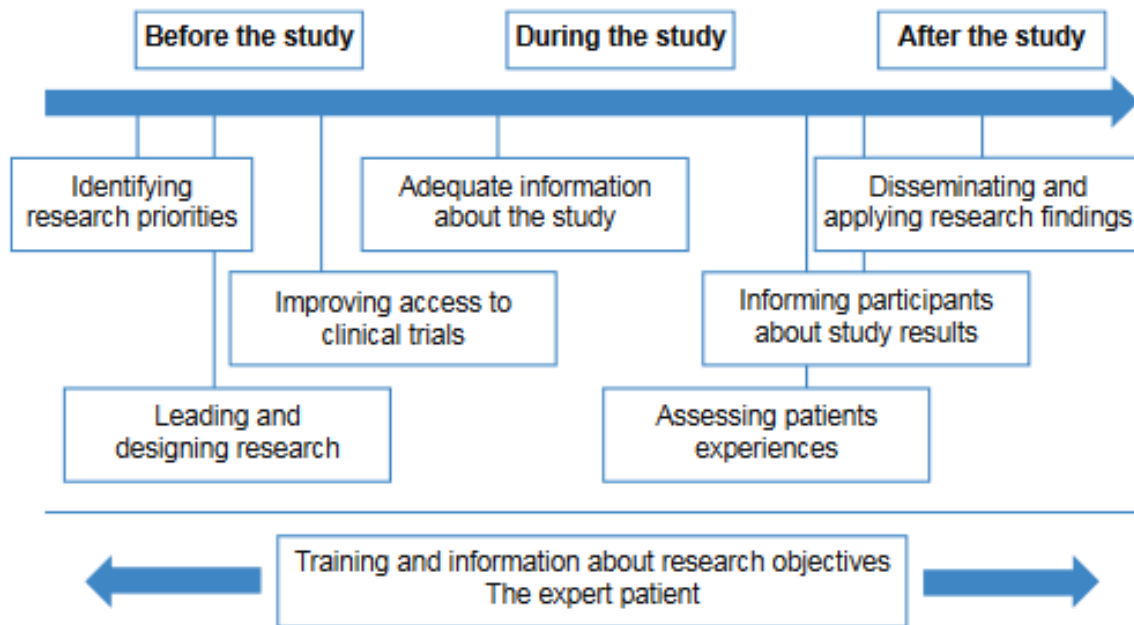 Before the study
During the study
After the study
Identifying
research priorities
Adequate information
about the study
Disseminating and
applying research findings
Improving access to
clinical trials
Informing participants
about study results
Leading and
designing research
Assessing patients
experiences
Training and information about research objectives
The expert patient